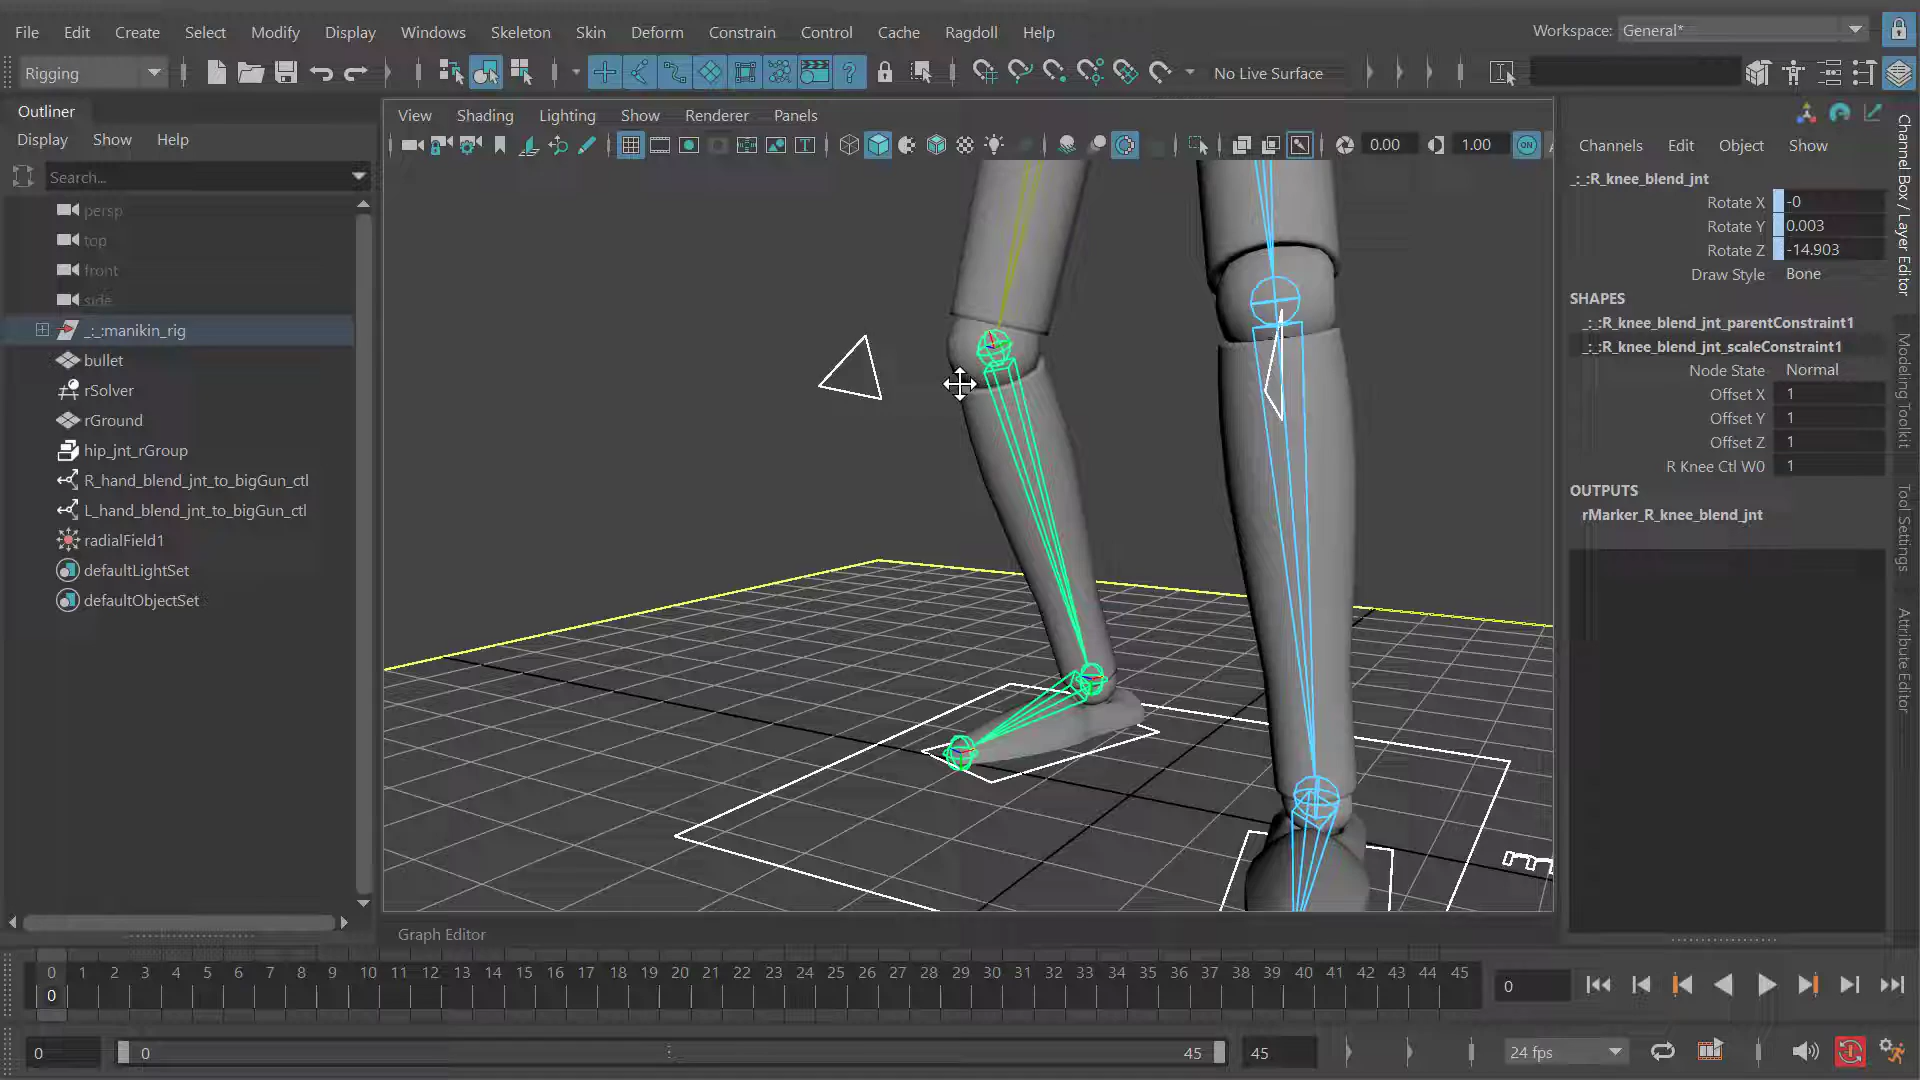 File Edit Create Select Modify Display Windows Skeleton Skin Deform Constrain Control Cache Ragdoll Help
Workspace: General*
Rigging
No Live Surface
Outliner
Display Show Help
Search...
persp
top
front
side
_:_:manikin_rig
bullet
rSolver
rGround
hip_jnt_rGroup
R_hand_blend_jnt_to_bigGun_ctl
L_hand_blend_jnt_to_bigGun_ctl
radialField1
defaultLightSet
defaultObjectSet
View Shading Lighting Show Renderer Panels
0.00 1.00 ON
Graph Editor
Channels Edit Object Show
_:_:R_knee_blend_jnt
Rotate X -0
Rotate Y 0.003
Rotate Z -14.903
Draw Style Bone
SHAPES
_:_:R_knee_blend_jnt_parentConstraint1
_:_:R_knee_blend_jnt_scaleConstraint1
Node State Normal
Offset X 1
Offset Y 1
Offset Z 1
R Knee Ctl W0 1
OUTPUTS
rMarker_R_knee_blend_jnt
Channel Box / Layer Editor
Modeling Toolkit
Tool Settings
Attribute Editor
0 1 2 3 4 5 6 7 8 9 10 11 12 13 14 15 16 17 18 19 20 21 22 23 24 25 26 27 28 29 30 31 32 33 34 35 36 37 38 39 40 41 42 43 44 45
0
0
0 0 45 45 24 fps